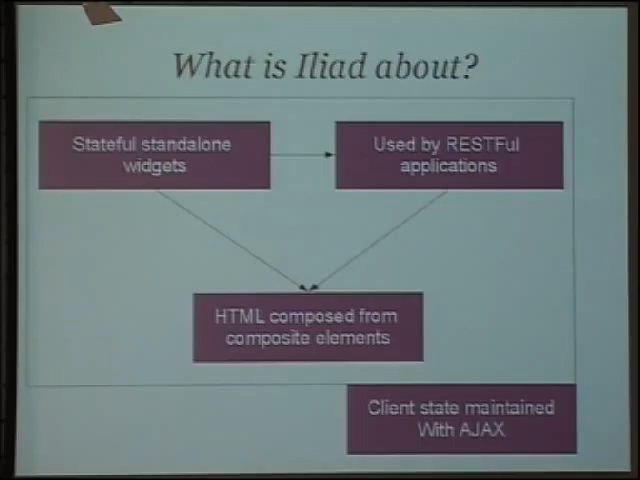 What is Iliad about?
Stateful standalone
widgets
Used by RESTFul
applications
HTML composed from
composite elements
Client state maintained
With AJAX